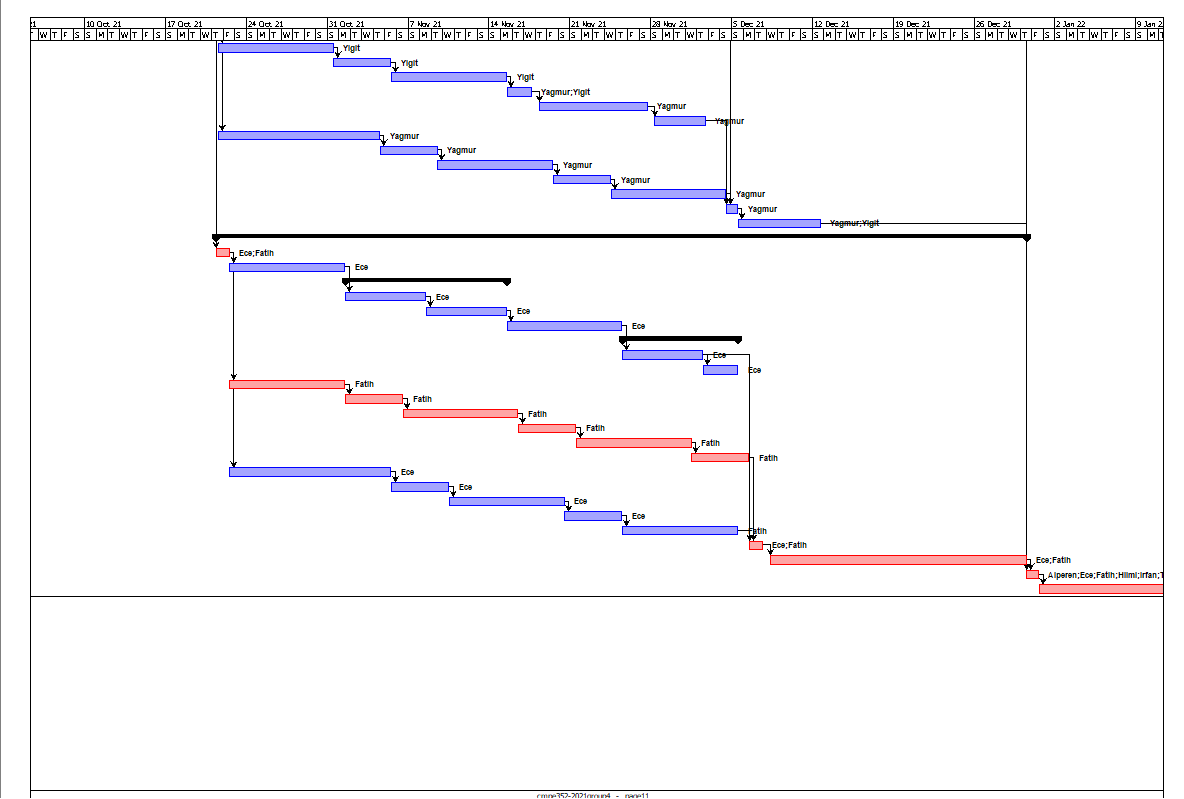 21 10 Oct 21 17 Oct 21 24 Oct 21 31 Oct 21 7 Nov 21 14 Nov 21 21 Nov 21 28 Nov 21 5 Dec 21 12 Dec 21 19 Dec 21 26 Dec 21 2 Jan 22 9 Jan 2
W T F S S M T W T F S S M T W T F S S M T W T F S S M T W T F S S M T W T F S S M T W T F S S M T W T F S S M T W T F S S M T W T F S S M T W T F S S M T W T F S S M T W T F S S M T W T F S S M
Yigit
Yigit
Yigit
Yagmur;Yigit
Yagmur
Yagmur
Yagmur
Yagmur
Yagmur
Yagmur
Yagmur
Yagmur
Yagmur;Yigit
Ece;Fatih
Ece
Ece
Ece
Ece
Ece
Ece
Fatih
Fatih
Fatih
Fatih
Fatih
Fatih
Ece
Ece
Ece
Ece
Fatih
Ece;Fatih
Ece;Fatih
Alperen;Ece;Fatih;Hilmi;Irfan;T
cmpe352-2021group4 - page11